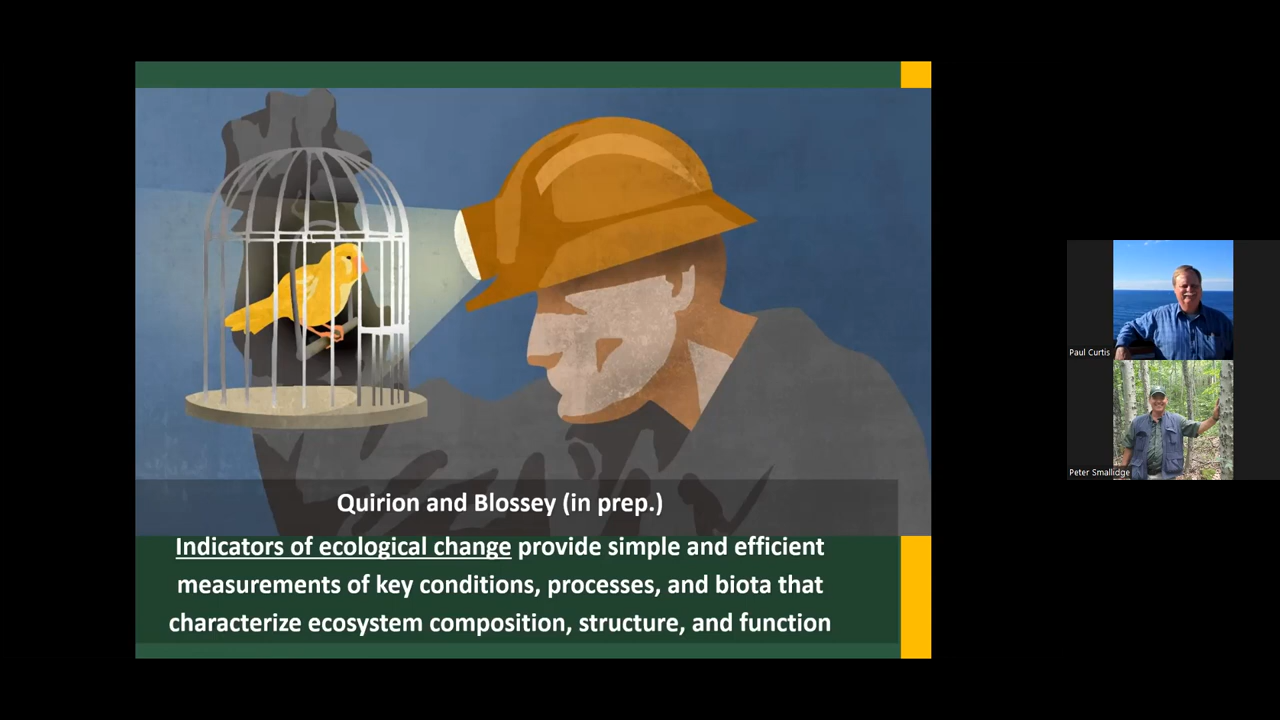 Quirion and Blossey (in prep.)
Indicators of ecological change provide simple and efficient
measurements of key conditions, processes, and biota that
characterize ecosystem composition, structure, and function
Paul Curtis
Peter Smallidge